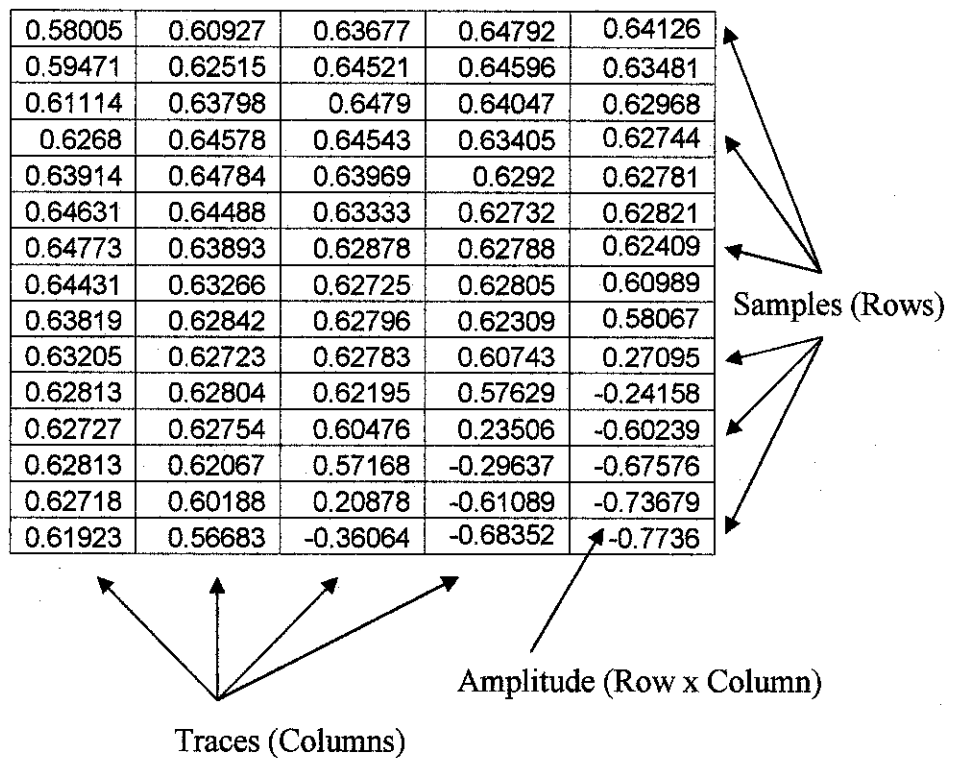 0.58005 0.60927 0.63677 0.64792 0.64126
0.59471 0.62515 0.64521 0.64596 0.63481
0.61114 0.63798 0.6479 0.64047 0.62968
0.6268 0.64578 0.64543 0.63405 0.62744
0.63914 0.64784 0.63969 0.6292 0.62781
0.64631 0.64488 0.63333 0.62732 0.62821
0.64773 0.63893 0.62878 0.62788 0.62409
0.64431 0.63266 0.62725 0.62805 0.60989
0.63819 0.62842 0.62796 0.62309 0.58067
0.63205 0.62723 0.62783 0.60743 0.27095
0.62813 0.62804 0.62195 0.57629 -0.24158
0.62727 0.62754 0.60476 0.23506 -0.60239
0.62813 0.62067 0.57168 -0.29637 -0.67576
0.62718 0.60188 0.20878 -0.61089 -0.73679
0.61923 0.56683 -0.36064 -0.68352 -0.7736
Samples (Rows)
Amplitude (Row x Column)
Traces (Columns)